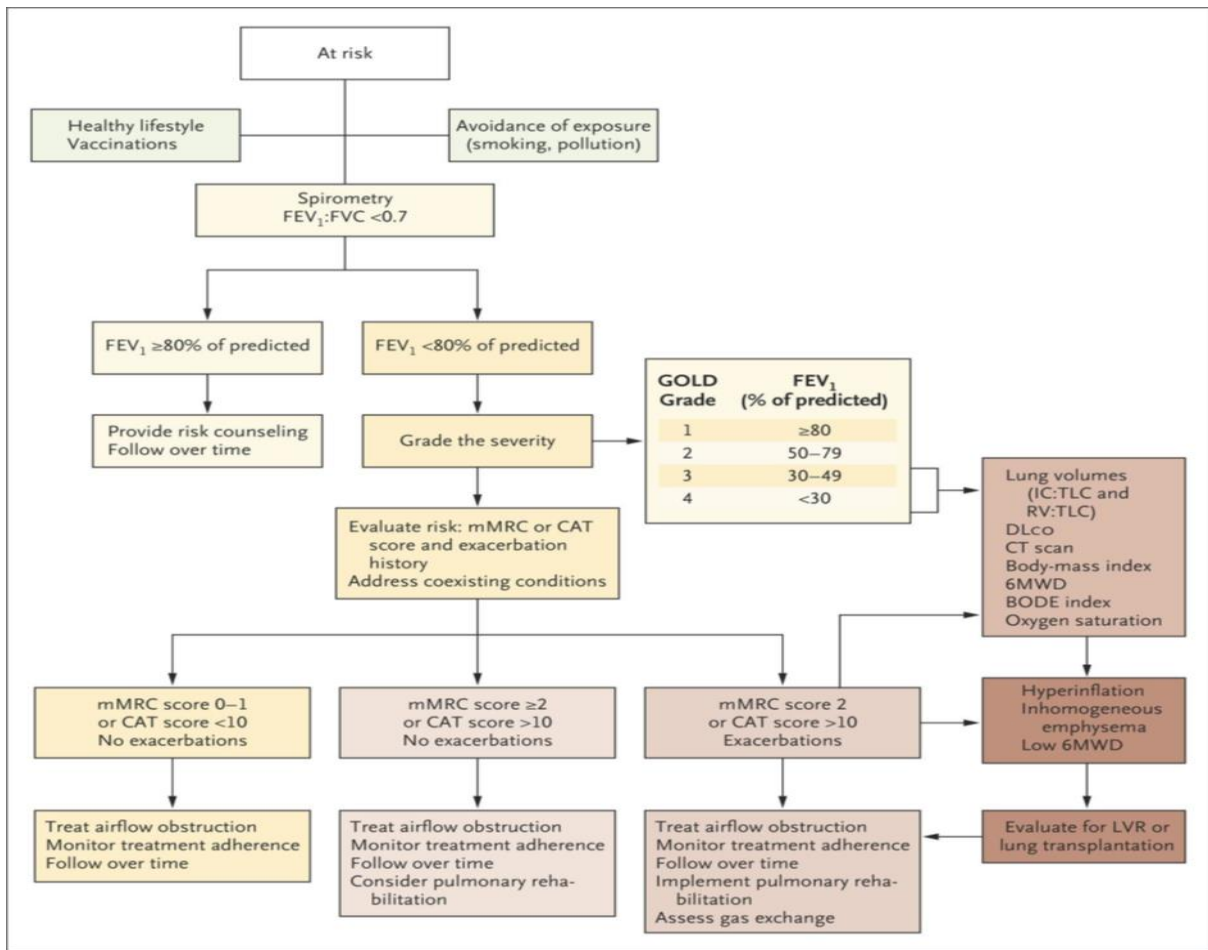 At risk
Healthy lifestyle
Vaccinations
Avoidance of exposure
(smoking, pollution)
Spirometry
FEV₁:FVC <0.7
FEV₁ ≥80% of predicted
FEV₁ <80% of predicted
Provide risk counseling
Follow over time
Grade the severity
GOLD FEV₁
Grade (% of predicted)
1 ≥80
2 50–79
3 30–49
4 <30
Lung volumes
(IC:TLC and
RV:TLC)
DLco
CT scan
Body-mass index
6MWD
BODE index
Oxygen saturation
Evaluate risk: mMRC or CAT
score and exacerbation
history
Address coexisting conditions
mMRC score 0–1
or CAT score <10
No exacerbations
mMRC score ≥2
or CAT score >10
No exacerbations
mMRC score 2
or CAT score >10
Exacerbations
Hyperinflation
Inhomogeneous
emphysema
Low 6MWD
Treat airflow obstruction
Monitor treatment adherence
Follow over time
Treat airflow obstruction
Monitor treatment adherence
Follow over time
Consider pulmonary reha-
bilitation
Treat airflow obstruction
Monitor treatment adherence
Follow over time
Implement pulmonary reha-
bilitation
Assess gas exchange
Evaluate for LVR or
lung transplantation